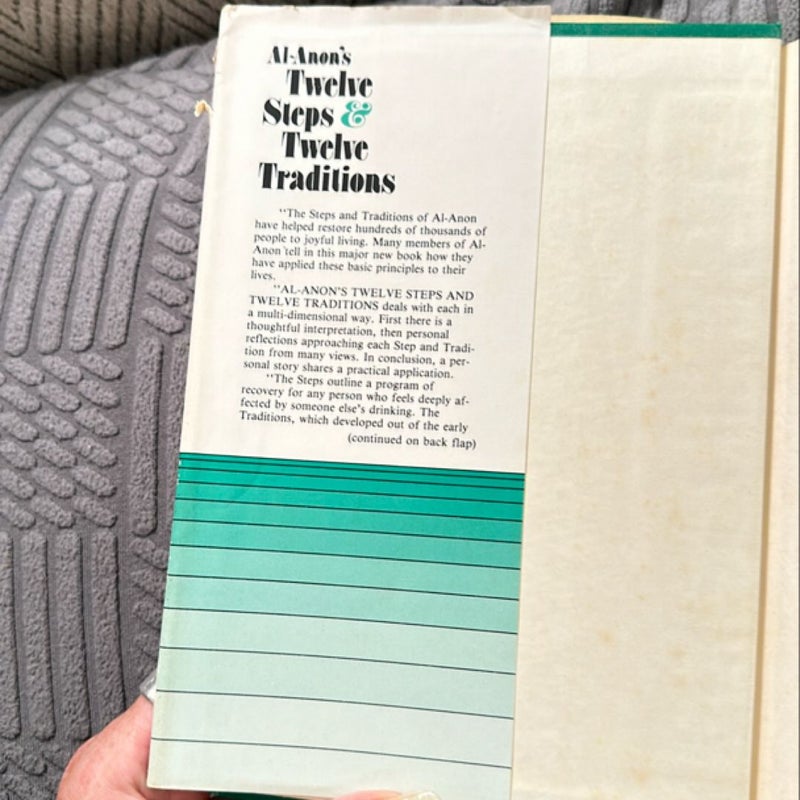 Al-Anon's
Twelve
Steps &
Twelve
Traditions
"The Steps and Traditions of Al-Anon
have helped restore hundreds of thousands of
people to joyful living. Many members of Al-
Anon tell in this major new book how they
have applied these basic principles to their
lives.
"AL-ANON'S TWELVE STEPS AND
TWELVE TRADITIONS deals with each in
a multi-dimensional way. First there is a
thoughtful interpretation, then personal
reflections approaching each Step and Tradi-
tion from many views. In conclusion, a per-
sonal story shares a practical application.
"The Steps outline a program of
recovery for any person who feels deeply af-
fected by someone else's drinking. The
Traditions, which developed out of the early
(continued on back flap)